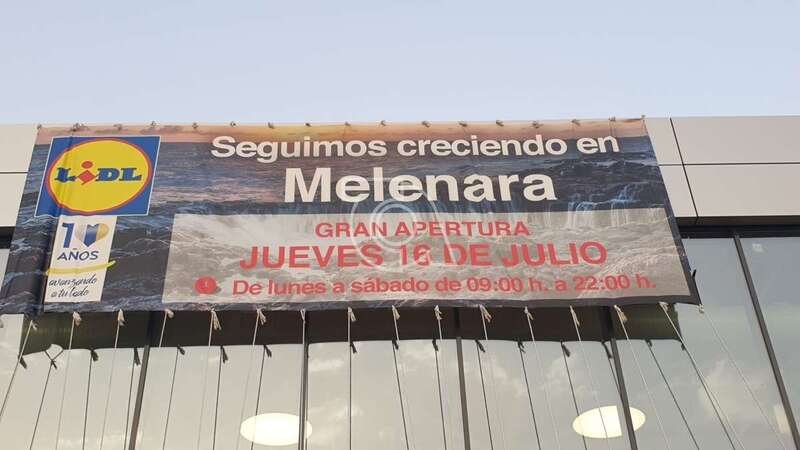 LIDL
Seguimos creciendo en
Melenara
GRAN APERTURA
JUEVES 16 DE JULIO
De lunes a sábado de 09:00 h. a 22:00 h.
10
AÑOS
avanzando
a tu lado